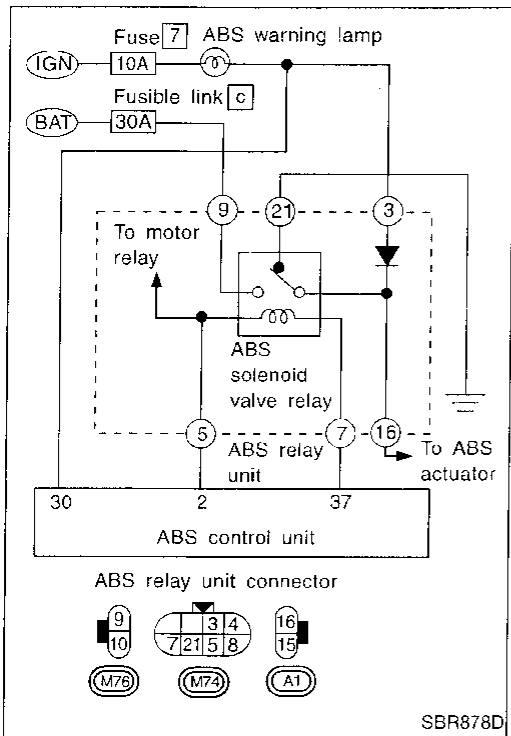 Fuse 7 ABS warning lamp
IGN 10A
Fusible link c
BAT 30A
9 21 3
To motor
relay
ABS
solenoid
valve relay
5 7 16
ABS relay
unit
To ABS
actuator
30 2 37
ABS control unit
ABS relay unit connector
9 3 4 16
10 7 21 5 8 15
M76 M74 A1
SBR878D